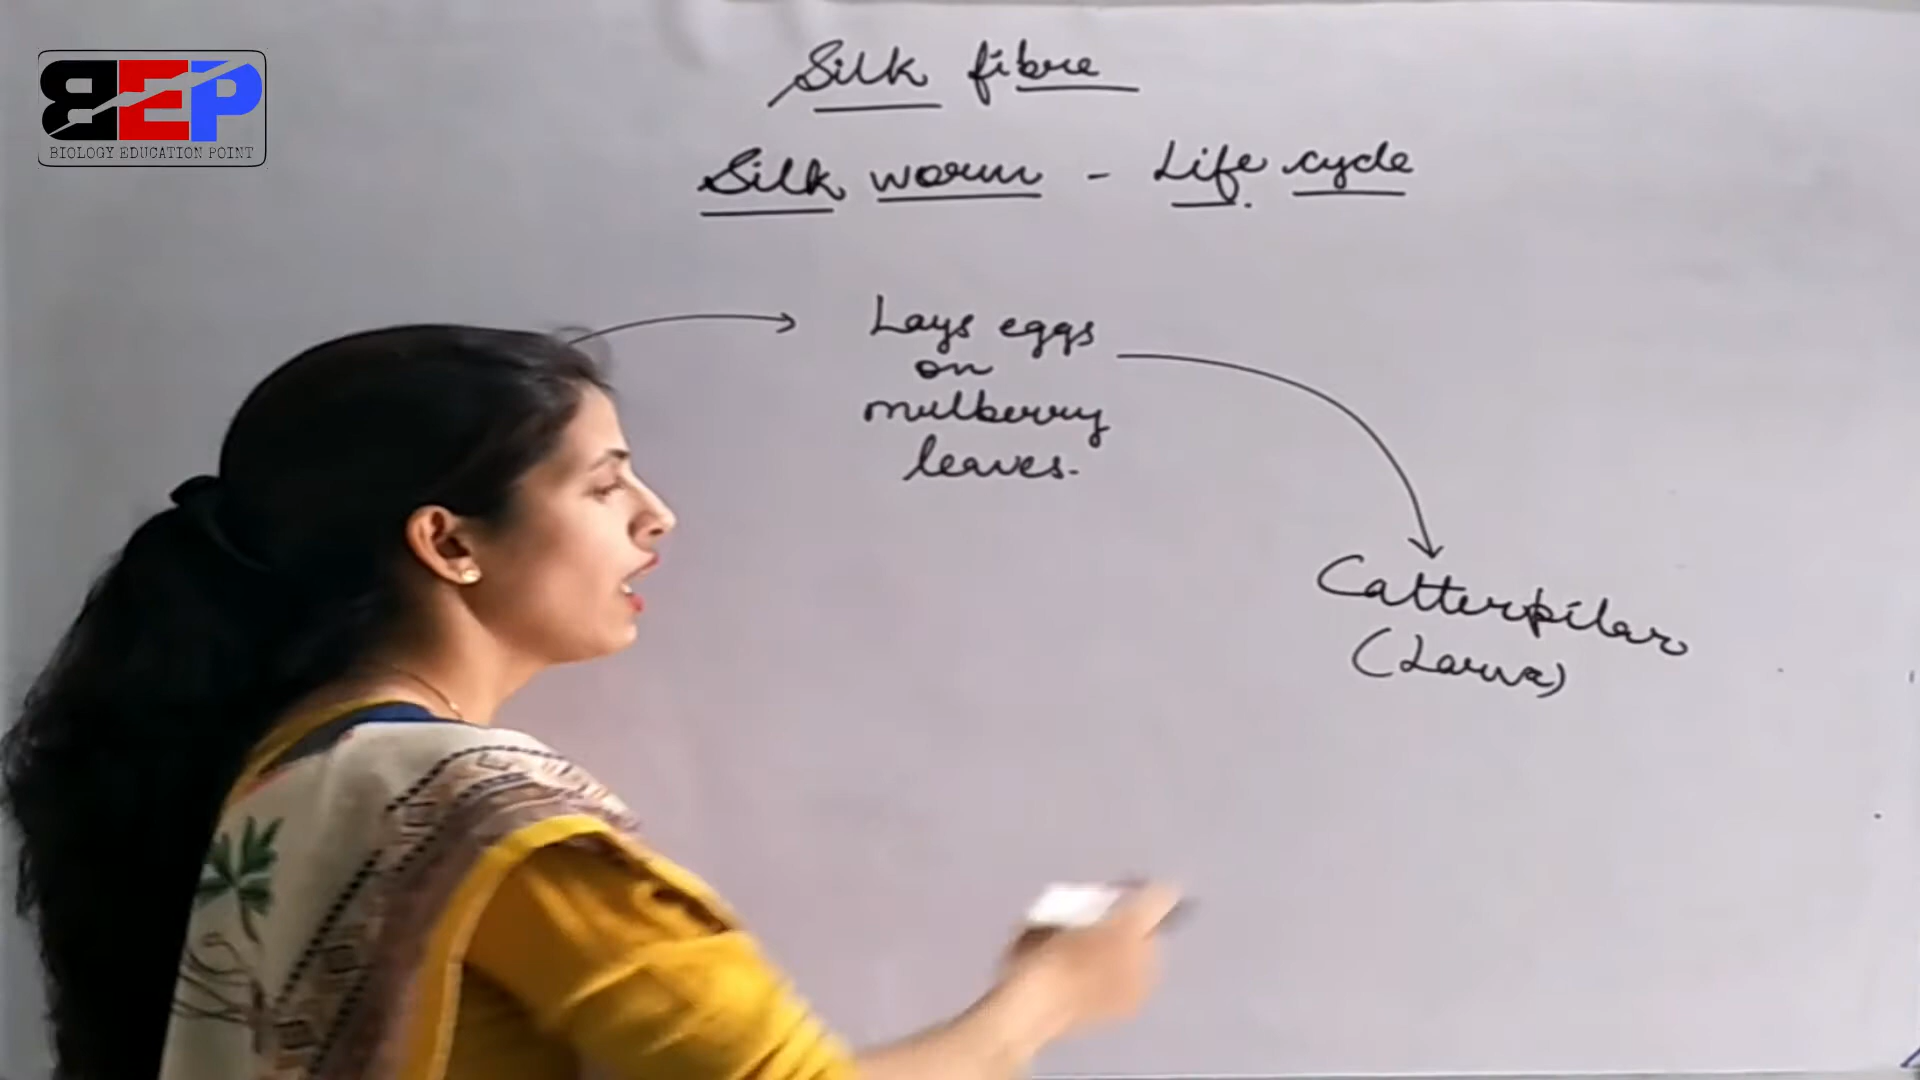 BEP
BIOLOGY EDUCATION POINT
Silk fibre
Silk worm - Life cycle
Lays eggs
on
mulberry
leaves.
Catterpilar
(Larva)